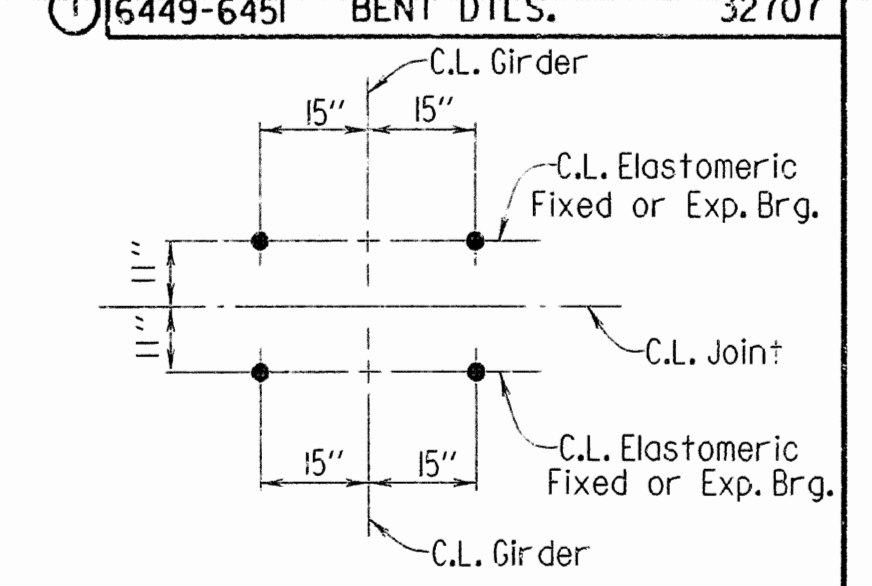 1 6449-6451 BENT DTLS. 32707
C.L. Girder
15" 15"
C.L. Elastomeric
Fixed or Exp. Brg.
11"
11"
C.L. Joint
C.L. Elastomeric
Fixed or Exp. Brg.
15" 15"
C.L. Girder